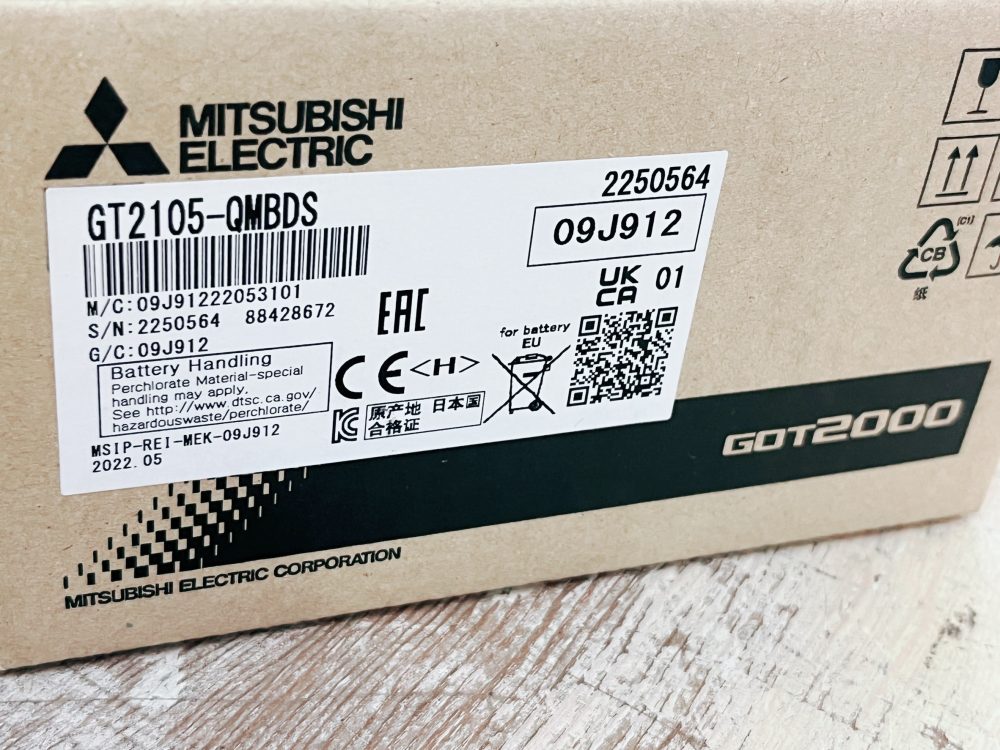 MITSUBISHI
ELECTRIC
GT2105-QMBDS
2250564
09J912
M/C:09J91222053101
S/N:2250564 88428672
G/C:09J912
EAC
UK
CA 01
Battery Handling
Perchlorate Material-special
handling may apply.
See http://www.dtsc.ca.gov/
hazardouswaste/perchlorate/
CE
<H>
for battery
EU
原产地 日本国
合格证
MSIP-REI-MEK-09J912
2022.05
[C1]
CB
紙
GOT2000
MITSUBISHI ELECTRIC CORPORATION